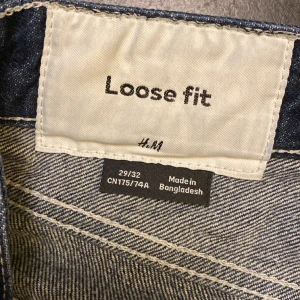 Loose fit
H.M
29/32 Made in
CN175/74A Bangladesh